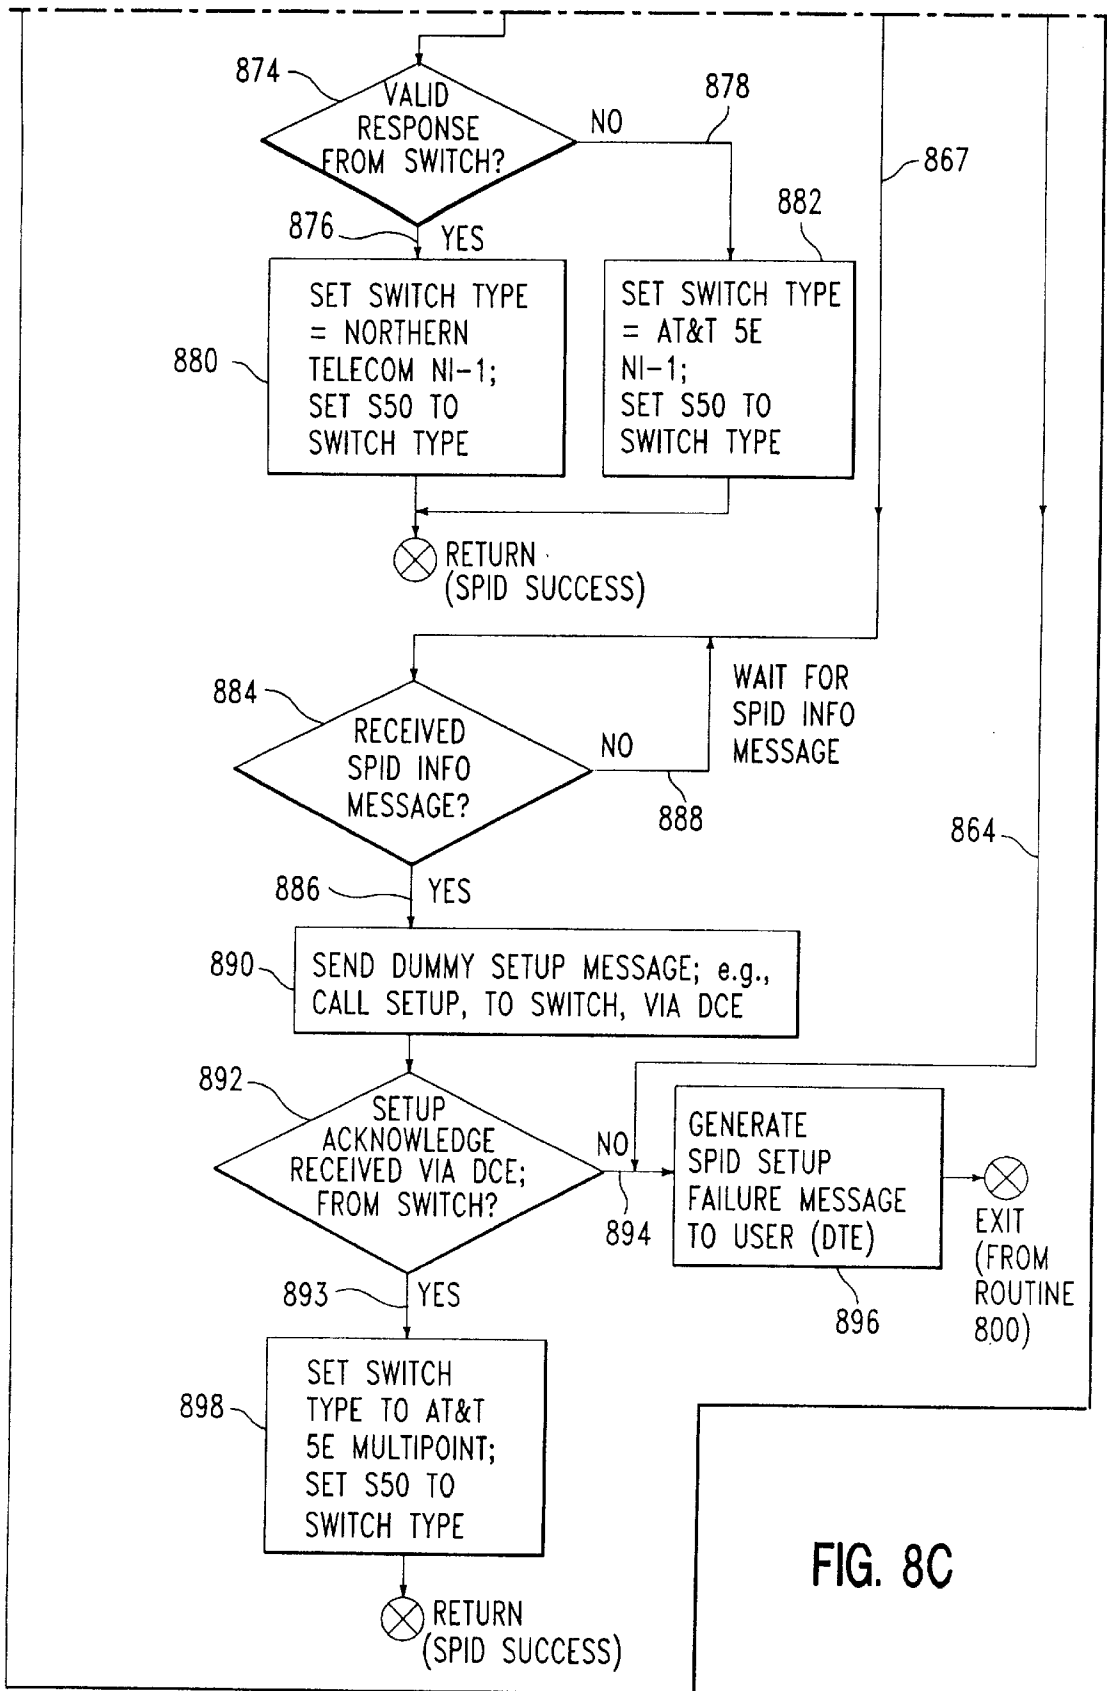 874
VALID
RESPONSE
FROM SWITCH?
NO
878
867
876
YES
882
880
SET SWITCH TYPE
= NORTHERN
TELECOM NI-1;
SET S50 TO
SWITCH TYPE
SET SWITCH TYPE
= AT&T 5E
NI-1;
SET S50 TO
SWITCH TYPE
RETURN
(SPID SUCCESS)
884
RECEIVED
SPID INFO
MESSAGE?
NO
888
WAIT FOR
SPID INFO
MESSAGE
864
886
YES
890
SEND DUMMY SETUP MESSAGE; e.g.,
CALL SETUP, TO SWITCH, VIA DCE
892
SETUP
ACKNOWLEDGE
RECEIVED VIA DCE;
FROM SWITCH?
NO
894
GENERATE
SPID SETUP
FAILURE MESSAGE
TO USER (DTE)
896
EXIT
(FROM
ROUTINE
800)
893
YES
898
SET SWITCH
TYPE TO AT&T
5E MULTIPOINT;
SET S50 TO
SWITCH TYPE
RETURN
(SPID SUCCESS)
FIG. 8C